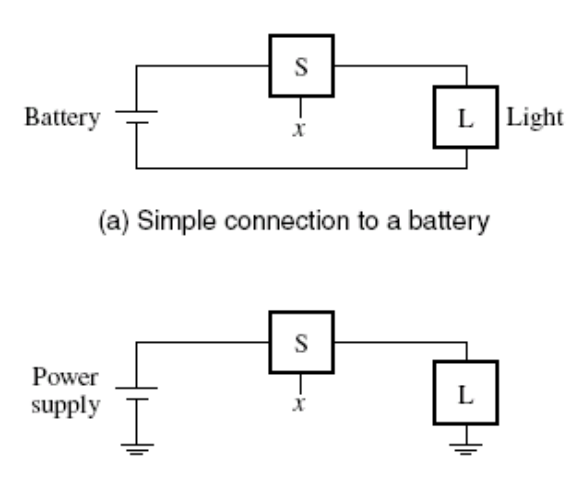 S
Battery
x
L
Light
(a) Simple connection to a battery
S
Power
supply
x
L